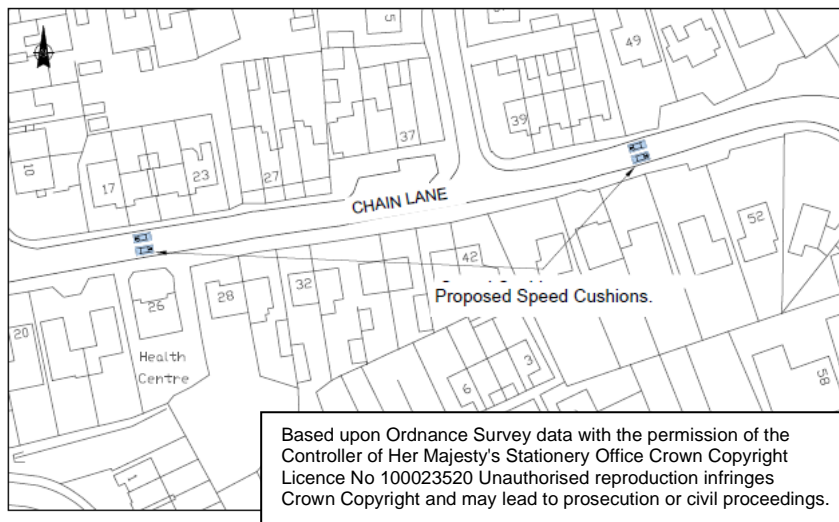 5
49
39
37
10
17
23
27
CHAIN LANE
52
42
Proposed Speed Cushions.
32
28
26
20
Health
Centre
3
6
58
1
Based upon Ordnance Survey data with the permission of the
Controller of Her Majesty's Stationery Office Crown Copyright
Licence No 100023520 Unauthorised reproduction infringes
Crown Copyright and may lead to prosecution or civil proceedings.